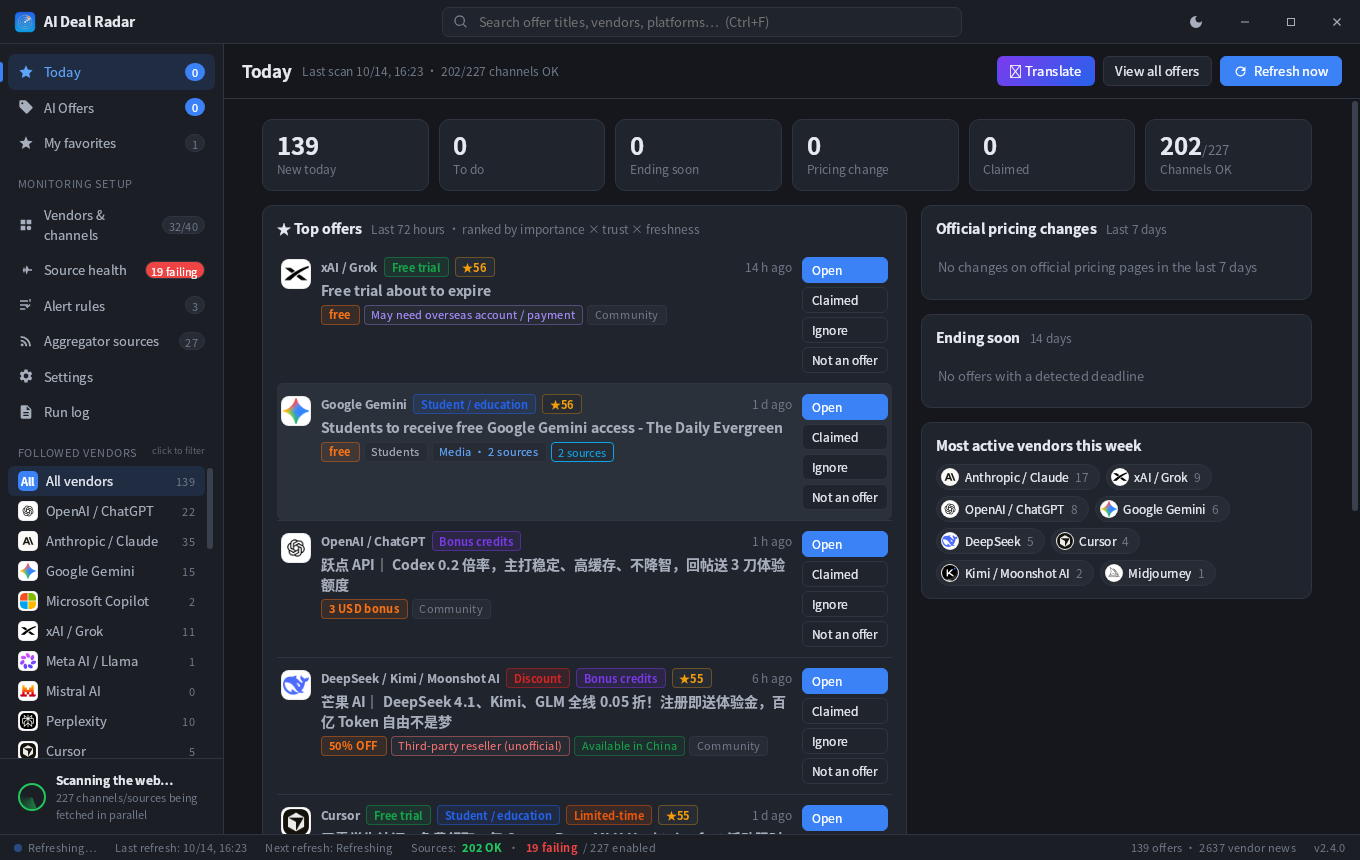 AI Deal Radar
Search offer titles, vendors, platforms… (Ctrl+F)
Today 0
AI Offers 0
My favorites 1
MONITORING SETUP
Vendors & channels 32/40
Source health 19 failing
Alert rules 3
Aggregator sources 27
Settings
Run log
FOLLOWED VENDORS click to filter
All All vendors 139
OpenAI / ChatGPT 22
Anthropic / Claude 35
Google Gemini 15
Microsoft Copilot 2
xAI / Grok 11
Meta AI / Llama 1
Mistral AI 0
Perplexity 10
Cursor 5
Scanning the web…
227 channels/sources being
fetched in parallel
Today Last scan 10/14, 16:23 · 202/227 channels OK
Translate
View all offers
Refresh now
139
New today
0
To do
0
Ending soon
0
Pricing change
0
Claimed
202/227
Channels OK
★ Top offers Last 72 hours · ranked by importance × trust × freshness
xAI / Grok Free trial ★56 14 h ago
Free trial about to expire
free May need overseas account / payment Community
Open
Claimed
Ignore
Not an offer
Google Gemini Student / education ★56 1 d ago
Students to receive free Google Gemini access - The Daily Evergreen
free Students Media · 2 sources 2 sources
Open
Claimed
Ignore
Not an offer
OpenAI / ChatGPT Bonus credits 1 h ago
跃点 API｜ Codex 0.2 倍率，主打稳定、高缓存、不降智，回帖送 3 刀体验
额度
3 USD bonus Community
Open
Claimed
Ignore
Not an offer
DeepSeek / Kimi / Moonshot AI Discount Bonus credits ★55 6 h ago
芒果 AI｜ DeepSeek 4.1、Kimi、GLM 全线 0.05 折！注册即送体验金，百
亿 Token 自由不是梦
50% OFF Third-party reseller (unofficial) Available in China Community
Open
Claimed
Ignore
Not an offer
Cursor Free trial Student / education Limited-time ★55 1 d ago
Open
Official pricing changes Last 7 days
No changes on official pricing pages in the last 7 days
Ending soon 14 days
No offers with a detected deadline
Most active vendors this week
Anthropic / Claude 17 xAI / Grok 9
OpenAI / ChatGPT 8 Google Gemini 6
DeepSeek 5 Cursor 4
Kimi / Moonshot AI 2 Midjourney 1
Refreshing… Last refresh: 10/14, 16:23 Next refresh: Refreshing Sources: 202 OK · 19 failing / 227 enabled 139 offers · 2637 vendor news v2.4.0